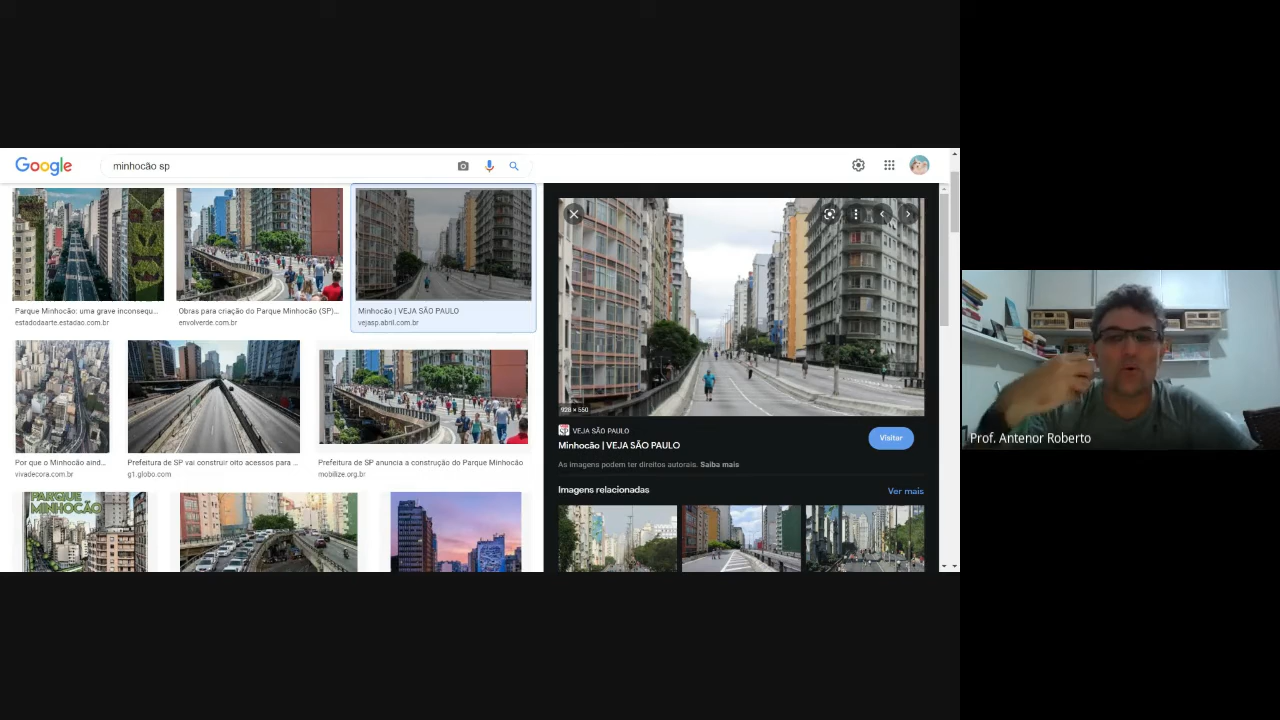 Google
minhocão sp
Parque Minhocão: uma grave inconsequ...
estadodaarte.estadao.com.br
Obras para criação do Parque Minhocão (SP)...
envolverde.com.br
Minhocão | VEJA SÃO PAULO
vejasp.abril.com.br
Por que o Minhocão aind...
vivadecora.com.br
Prefeitura de SP vai construir oito acessos para ...
g1.globo.com
Prefeitura de SP anuncia a construção do Parque Minhocão
mobilize.org.br
PARQUE
MINHOCÃO
920 × 550
VEJA SÃO PAULO
Minhocão | VEJA SÃO PAULO
Visitar
As imagens podem ter direitos autorais. Saiba mais
Imagens relacionadas
Ver mais
Prof. Antenor Roberto